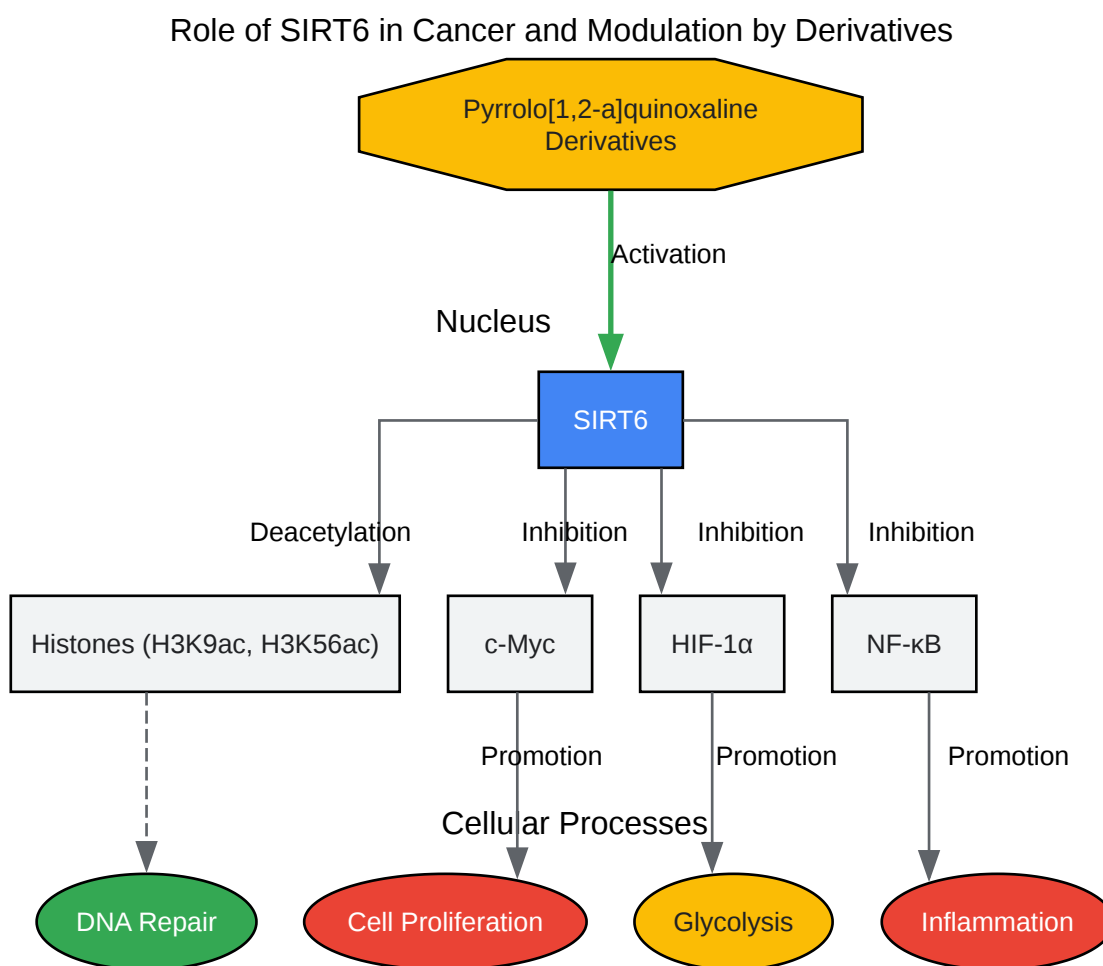 Role of SIRT6 in Cancer and Modulation by Derivatives
Pyrrolo[1,2-a]quinoxaline
Derivatives
Activation
Nucleus
SIRT6
Deacetylation
Inhibition
Inhibition
Inhibition
Histones (H3K9ac, H3K56ac)
c-Myc
HIF-1α
NF-κB
Promotion
Promotion
Promotion
Cellular Processes
DNA Repair
Cell Proliferation
Glycolysis
Inflammation